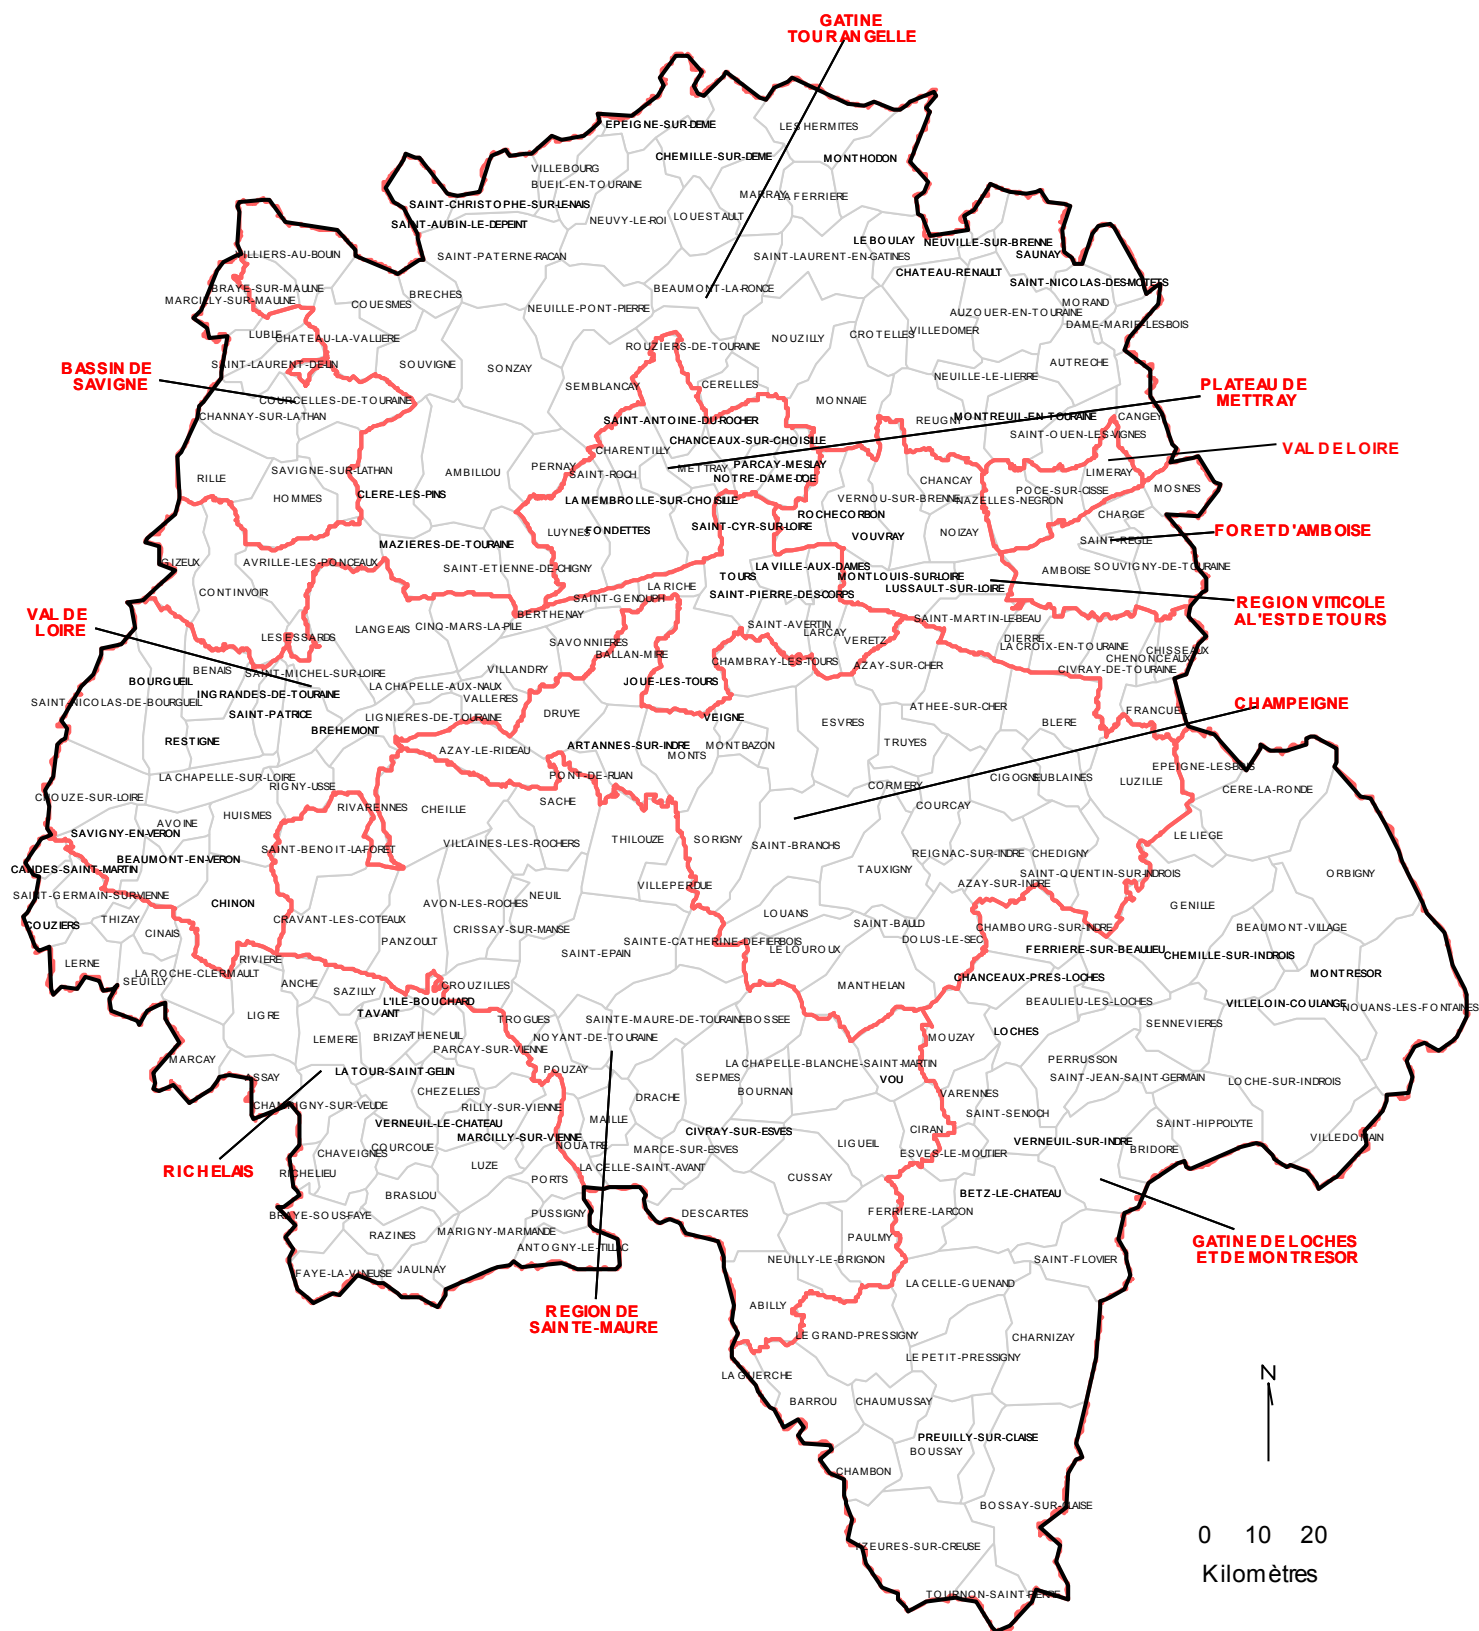 GATINE
TOURANGELLE
EPEIGNE-SUR-DEME
LES HERMITES
CHEMILLE-SUR-DEME
MONTHODON
VILLEBOURG
BUEIL-EN-TOURAINE
MARRAY
LA FERRIERE
SAINT-CHRISTOPHE-SUR-LE-NAIS
NEUVY-LE-ROI
LOUESTAULT
SAINT-AUBIN-LE-DEPEINT
LE BOULAY
NEUVILLE-SUR-BRENNE
SAUNAY
VILLIERS-AU-BOUIN
SAINT-PATERNE-RACAN
SAINT-LAURENT-EN-GATINES
CHATEAU-RENAULT
SAINT-NICOLAS-DES-MOTETS
BRAYE-SUR-MAULNE
MARCILLY-SUR-MAULNE
COUESMES
BRECHES
NEUILLE-PONT-PIERRE
BEAUMONT-LA-RONCE
MORAND
AUZOUER-EN-TOURAINE
DAME-MARIE-LES-BOIS
LUBLE
CHATEAU-LA-VALLIERE
ROUZIERS-DE-TOURAINE
NOUZILLY
CROTELLES
VILLEDOMER
BASSIN DE
SAVIGNE
SAINT-LAURENT-DE-LIN
SOUVIGNE
SONZAY
SEMBLANCAY
CERELLES
AUTRECHE
NEUILLE-LE-LIERRE
PLATEAU DE
METTRAY
COURCELLES-DE-TOURAINE
CHANNAY-SUR-LATHAN
MONNAIE
SAINT-ANTOINE-DU-ROCHER
REUGNY
MONTREUIL-EN-TOURAINE
CANGEY
CHANCEAUX-SUR-CHOISILLE
SAINT-OUEN-LES-VIGNES
VAL DE LOIRE
CHARENTILLY
RILLE
SAVIGNE-SUR-LATHAN
AMBILLOU
PERNAY
SAINT-ROCH
METTRAY
PARCAY-MESLAY
NOTRE-DAME-D'OE
LIMERAY
CHANCAY
HOMMES
CLERE-LES-PINS
LA MEMBROLLE-SUR-CHOISILLE
VERNOU-SUR-BRENNE
NAZELLES-NEGRON
POCE-SUR-CISSE
MOSNES
ROCHECORBON
CHARGE
LUYNES
FONDETTES
SAINT-CYR-SUR-LOIRE
VOUVRAY
NOIZAY
FORET D'AMBOISE
SAINT-REGLE
MAZIERES-DE-TOURAINE
GIZEUX
AVRILLE-LES-PONCEAUX
SAINT-ETIENNE-DE-CHIGNY
LA VILLE-AUX-DAMES
TOURS
MONTLOUIS-SUR-LOIRE
AMBOISE
SOUVIGNY-DE-TOURAINE
CONTINVOIR
LA RICHE
SAINT-GENOUPH
SAINT-PIERRE-DES-CORPS
LUSSAULT-SUR-LOIRE
REGION VITICOLE
A L'EST DE TOURS
VAL DE
LOIRE
BERTHENAY
SAINT-MARTIN-LE-BEAU
LES ESSARDS
LANGEAIS
CINQ-MARS-LA-PILE
SAVONNIERES
SAINT-AVERTIN
LARCAY
VERETZ
DIERRE
LA CROIX-EN-TOURAINE
CHISSEAUX
BALLAN-MIRE
CHAMBRAY-LES-TOURS
AZAY-SUR-CHER
CHENONCEAUX
CIVRAY-DE-TOURAINE
BENAIS
SAINT-MICHEL-SUR-LOIRE
VILLANDRY
BOURGUEIL
INGRANDES-DE-TOURAINE
LA CHAPELLE-AUX-NAUX
VALLERES
JOUE-LES-TOURS
SAINT-NICOLAS-DE-BOURGUEIL
SAINT-PATRICE
BREHEMONT
LIGNIERES-DE-TOURAINE
DRUYE
VEIGNE
ESVRES
ATHEE-SUR-CHER
BLERE
FRANCUEIL
CHAMPEIGNE
RESTIGNE
AZAY-LE-RIDEAU
ARTANNES-SUR-INDRE
MONTS
MONTBAZON
TRUYES
LA CHAPELLE-SUR-LOIRE
RIGNY-USSE
PONT-DE-RUAN
CORMERY
CIGOGNE
SUBLAINES
LUZILLE
EPEIGNE-LES-BOIS
CERE-LA-RONDE
CHOUZE-SUR-LOIRE
RIVARENNES
CHEILLE
SACHE
COURCAY
AVOINE
HUISMES
SAVIGNY-EN-VERON
SAINT-BENOIT-LA-FORET
VILLAINES-LES-ROCHERS
THILOUZE
SORIGNY
SAINT-BRANCHS
LE LIEGE
BEAUMONT-EN-VERON
REIGNAC-SUR-INDRE
CHEDIGNY
CANDES-SAINT-MARTIN
TAUXIGNY
SAINT-QUENTIN-SUR-INDROIS
ORBIGNY
VILLEPERDUE
AZAY-SUR-INDRE
SAINT-GERMAIN-SUR-VIENNE
CHINON
NEUIL
AVON-LES-ROCHES
GENILLE
COUZIERS
THIZAY
CRAVANT-LES-COTEAUX
LOUANS
SAINT-BAULD
CHAMBOURG-SUR-INDRE
BEAUMONT-VILLAGE
CINAIS
CRISSAY-SUR-MANSE
PANZOULT
SAINTE-CATHERINE-DE-FIERBOIS
LE LOUROUX
DOLUS-LE-SEC
FERRIERE-SUR-BEAULIEU
CHEMILLE-SUR-INDROIS
LERNE
RIVIERE
SAINT-EPAIN
LA ROCHE-CLERMAULT
SEUILLY
ANCHE
SAZILLY
CROUZILLES
MANTHELAN
CHANCEAUX-PRES-LOCHES
MONTRESOR
L'ILE-BOUCHARD
TAVANT
BEAULIEU-LES-LOCHES
VILLELOIN-COULANGE
NOUANS-LES-FONTAINES
LIGRE
TROGUES
SAINTE-MAURE-DE-TOURAINE
BOSSEE
SENNEVIERES
LOCHES
LEMERE
BRIZAY
THENEUIL
NOYANT-DE-TOURAINE
MOUZAY
PARCAY-SUR-VIENNE
MARCAY
LA TOUR-SAINT-GELIN
POUZAY
LA CHAPELLE-BLANCHE-SAINT-MARTIN
PERRUSSON
ASSAY
SEPMES
VOU
SAINT-JEAN-SAINT-GERMAIN
LOCHE-SUR-INDROIS
CHEZELLES
DRACHE
BOURNAN
VARENNES
CHAMPIGNY-SUR-VEUDE
RILLY-SUR-VIENNE
SAINT-SENOCH
VERNEUIL-LE-CHATEAU
MAILLE
SAINT-HIPPOLYTE
MARCILLY-SUR-VIENNE
CIVRAY-SUR-ESVES
CIRAN
VILLEDOMAIN
COURCOUE
NOUATRE
MARCE-SUR-ESVES
LIGUEIL
VERNEUIL-SUR-INDRE
BRIDORE
CHAVEIGNES
ESVES-LE-MOUTIER
RICHELAIS
RICHELIEU
LUZE
LA CELLE-SAINT-AVANT
PORTS
CUSSAY
BRASLOU
BETZ-LE-CHATEAU
BRAYE-SOUS-FAYE
PUSSIGNY
DESCARTES
FERRIERE-LARCON
RAZINES
MARIGNY-MARMANDE
PAULMY
GATINE DE LOCHES
ET DE MONTRESOR
ANTOGNY-LE-TILLAC
NEUILLY-LE-BRIGNON
SAINT-FLOVIER
FAYE-LA-VINEUSE
JAULNAY
LA CELLE-GUENAND
REGION DE
SAINTE-MAURE
ABILLY
LE GRAND-PRESSIGNY
CHARNIZAY
LE PETIT-PRESSIGNY
LA GUERCHE
N
BARROU
CHAUMUSSAY
PREUILLY-SUR-CLAISE
BOUSSAY
CHAMBON
BOSSAY-SUR-CLAISE
0 10 20
YZEURES-SUR-CREUSE
Kilomètres
TOURNON-SAINT-PIERRE